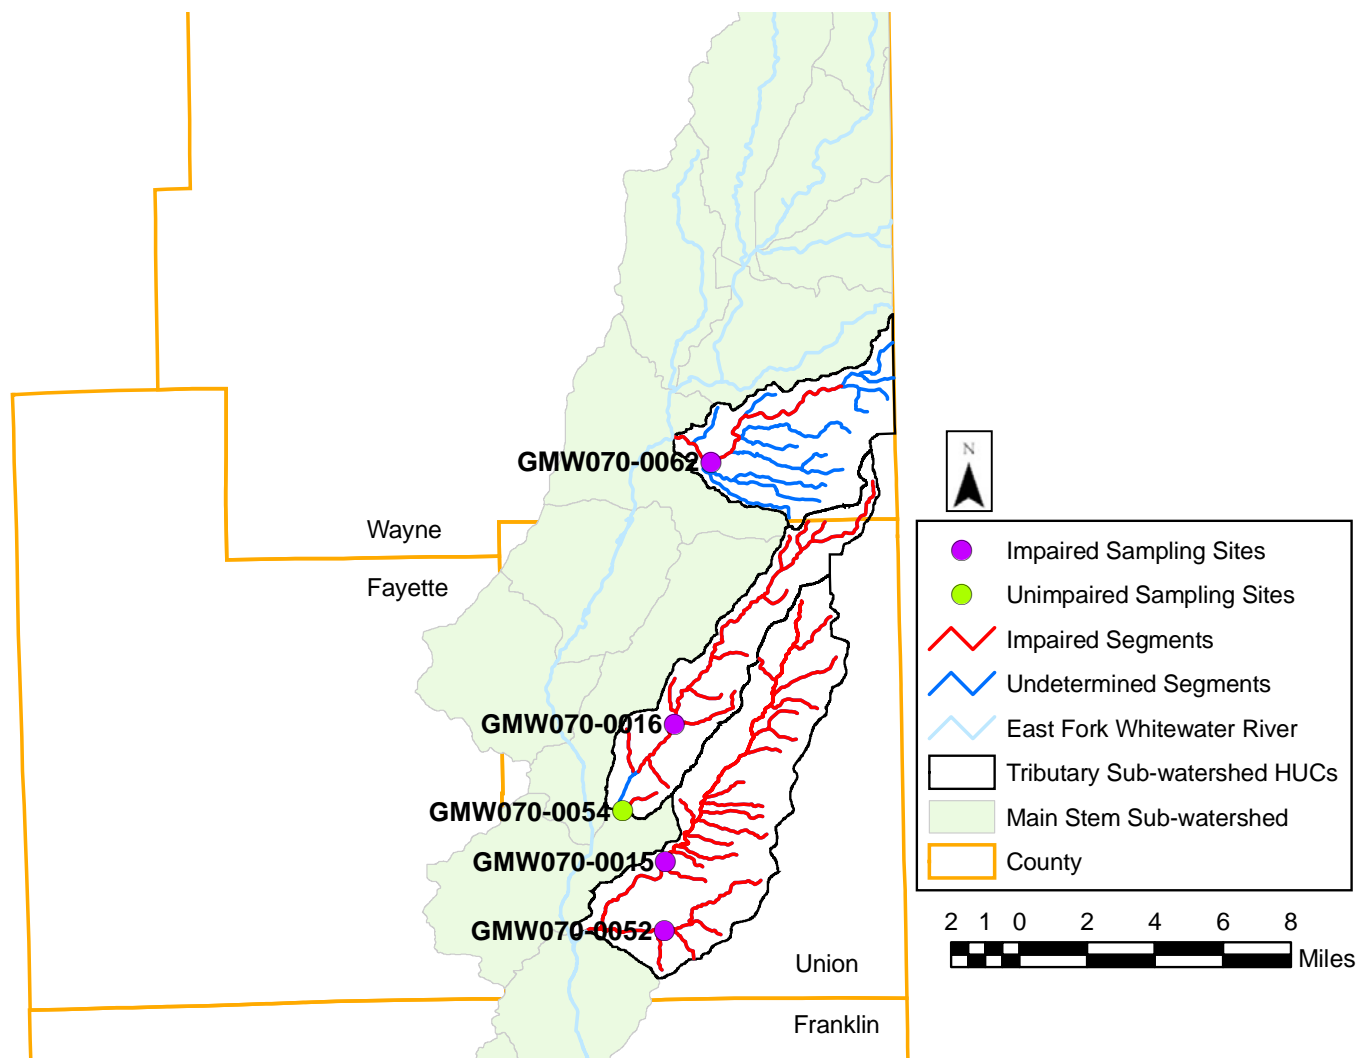 GMW070-0062
Wayne
Fayette
GMW070-0016
GMW070-0054
GMW070-0015
GMW070-0052
Union
Franklin
N
Impaired Sampling Sites
Unimpaired Sampling Sites
Impaired Segments
Undetermined Segments
East Fork Whitewater River
Tributary Sub-watershed HUCs
Main Stem Sub-watershed
County
2 1 0 2 4 6 8
Miles